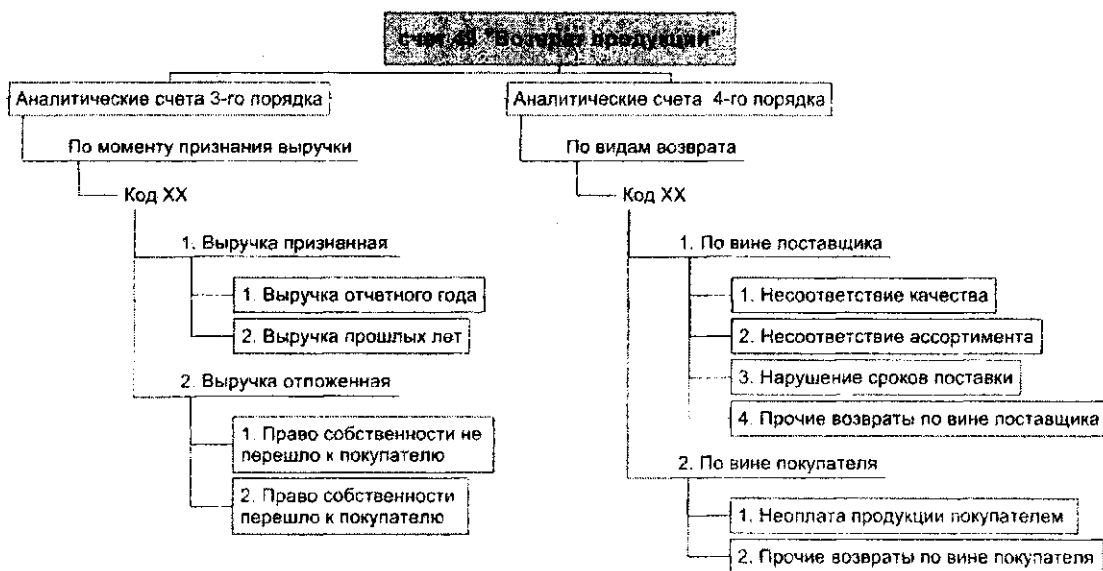 счет 48 "Возврат продукции"
Аналитические счета 3-го порядка
По моменту признания выручки
Код XX
1. Выручка признанная
1. Выручка отчетного года
2. Выручка прошлых лет
2. Выручка отложенная
1. Право собственности не
перешло к покупателю
2. Право собственности
перешло к покупателю
Аналитические счета 4-го порядка
По видам возврата
Код XX
1. По вине поставщика
1. Несоответствие качества
2. Несоответствие ассортимента
3. Нарушение сроков поставки
4. Прочие возвраты по вине поставщика
2. По вине покупателя
1. Неоплата продукции покупателем
2. Прочие возвраты по вине покупателя